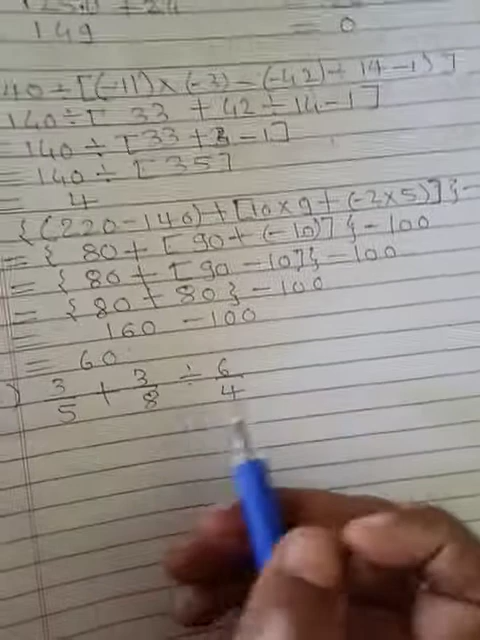 149 = 0
140 ÷ [(-11) × (-3) - (-42) ÷ 14 - 1)]
140 ÷ [ 33 + 42 ÷ 14 - 1 ]
= 140 ÷ [33 + 3 - 1]
= 140 ÷ [35]
= 4
{(220 - 140) + [10 × 9 + (-2 × 5)]} -
= { 80 + [90 + (-10)] } - 100
= { 80 + [90 - 10] } - 100
= { 80 + 80 } - 100
160 - 100
= 60
) 3/5 + 3/8 ÷ 6/4